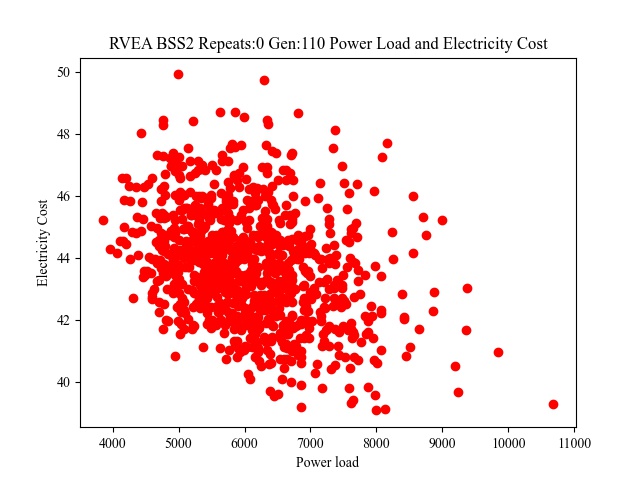 RVEA BSS2 Repeats:0 Gen:110 Power Load and Electricity Cost
50
48
46
44
42
40
Electricity Cost
4000 5000 6000 7000 8000 9000 10000 11000
Power load